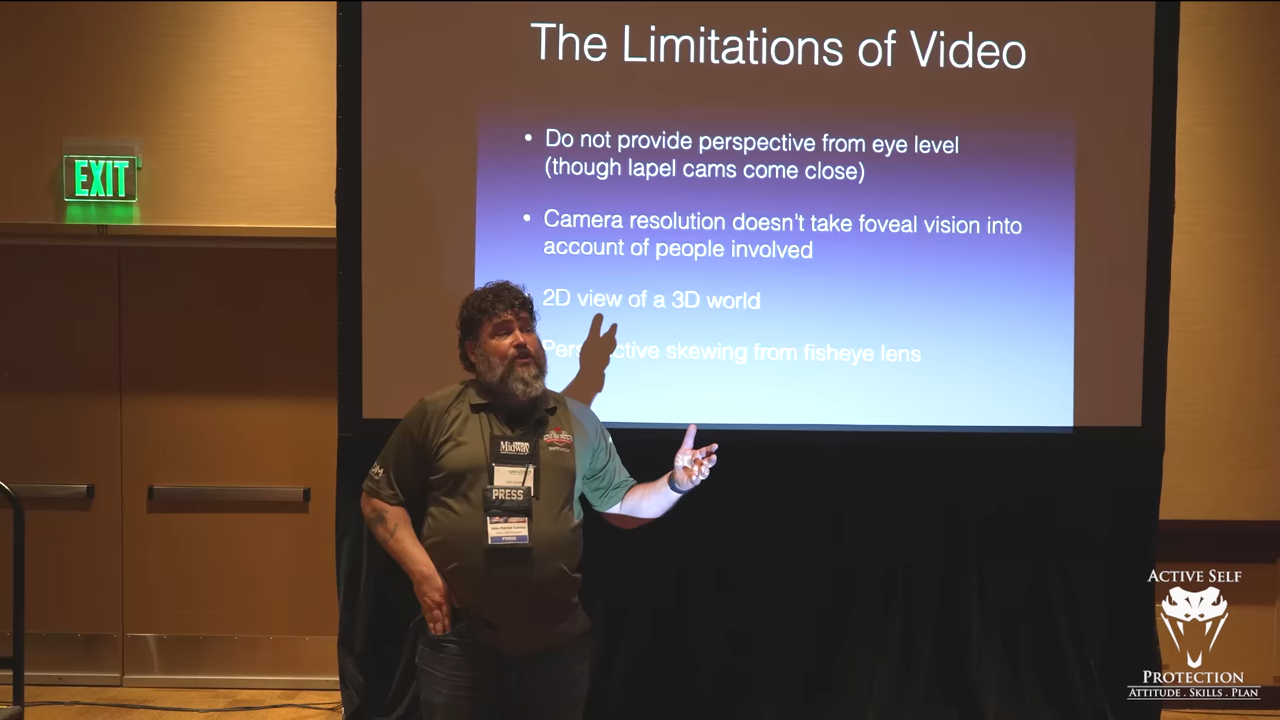 The Limitations of Video
EXIT
• Do not provide perspective from eye level
(though lapel cams come close)
• Camera resolution doesn't take foveal vision into
account of people involved
2D view of a 3D world
skewing from fisheye lens
Midway
PRESS
PRESS
ACTIVE SELF
PROTECTION
ATTITUDE . SKILLS . PLAN